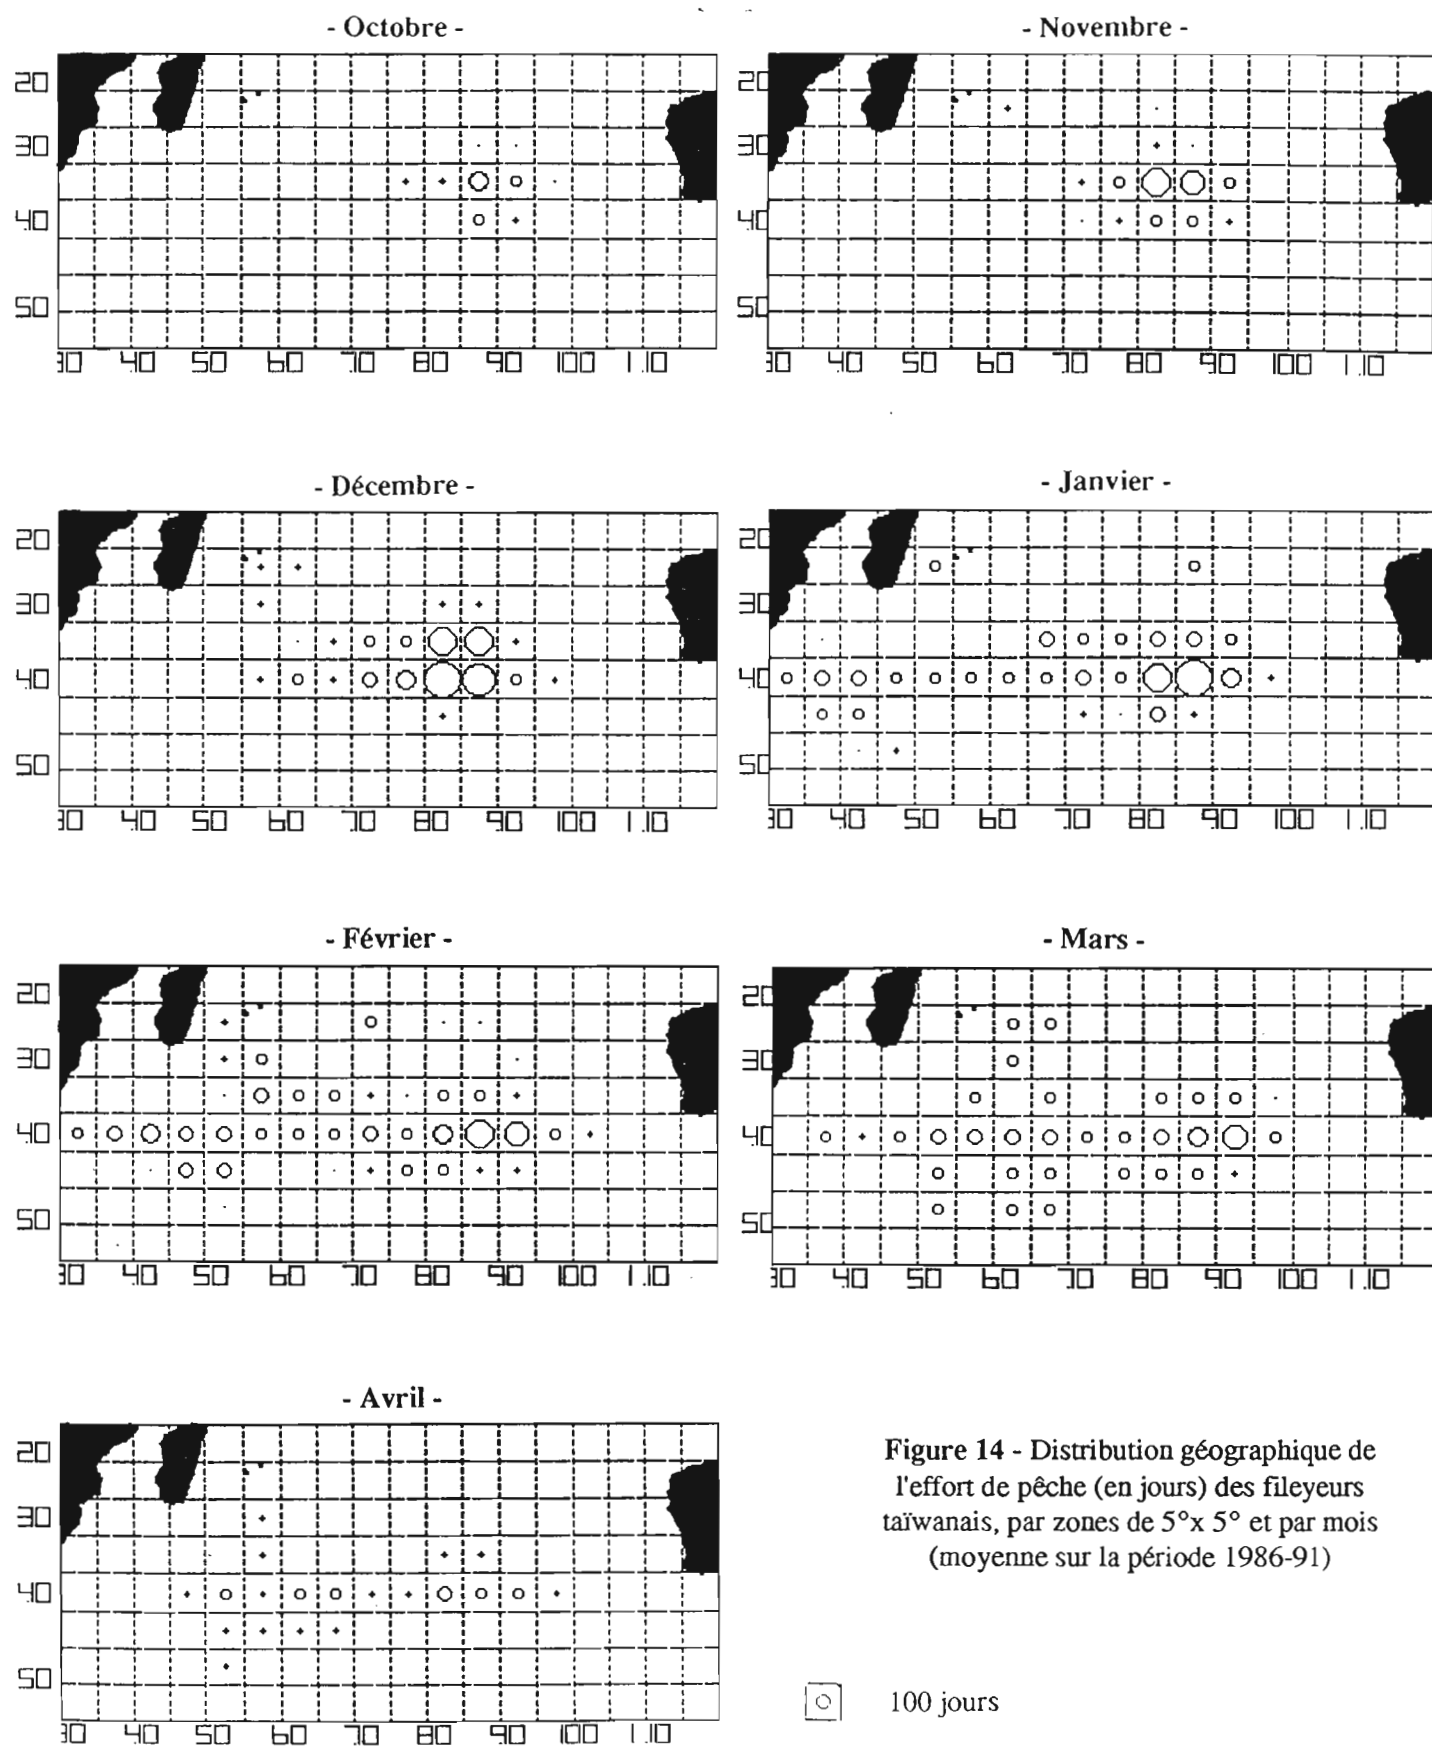 - Octobre -
- Novembre -
20
30
40
50
30 40 50 60 70 80 90 100 110
20
30
40
50
30 40 50 60 70 80 90 100 110
- Décembre -
- Janvier -
20
30
40
50
30 40 50 60 70 80 90 100 110
20
30
40
50
30 40 50 60 70 80 90 100 110
- Février -
- Mars -
20
30
40
50
30 40 50 60 70 80 90 100 110
20
30
40
50
30 40 50 60 70 80 90 100 110
- Avril -
20
30
40
50
30 40 50 60 70 80 90 100 110
Figure 14 - Distribution géographique de
l'effort de pêche (en jours) des fileyeurs
taïwanais, par zones de 5°x 5° et par mois
(moyenne sur la période 1986-91)
100 jours